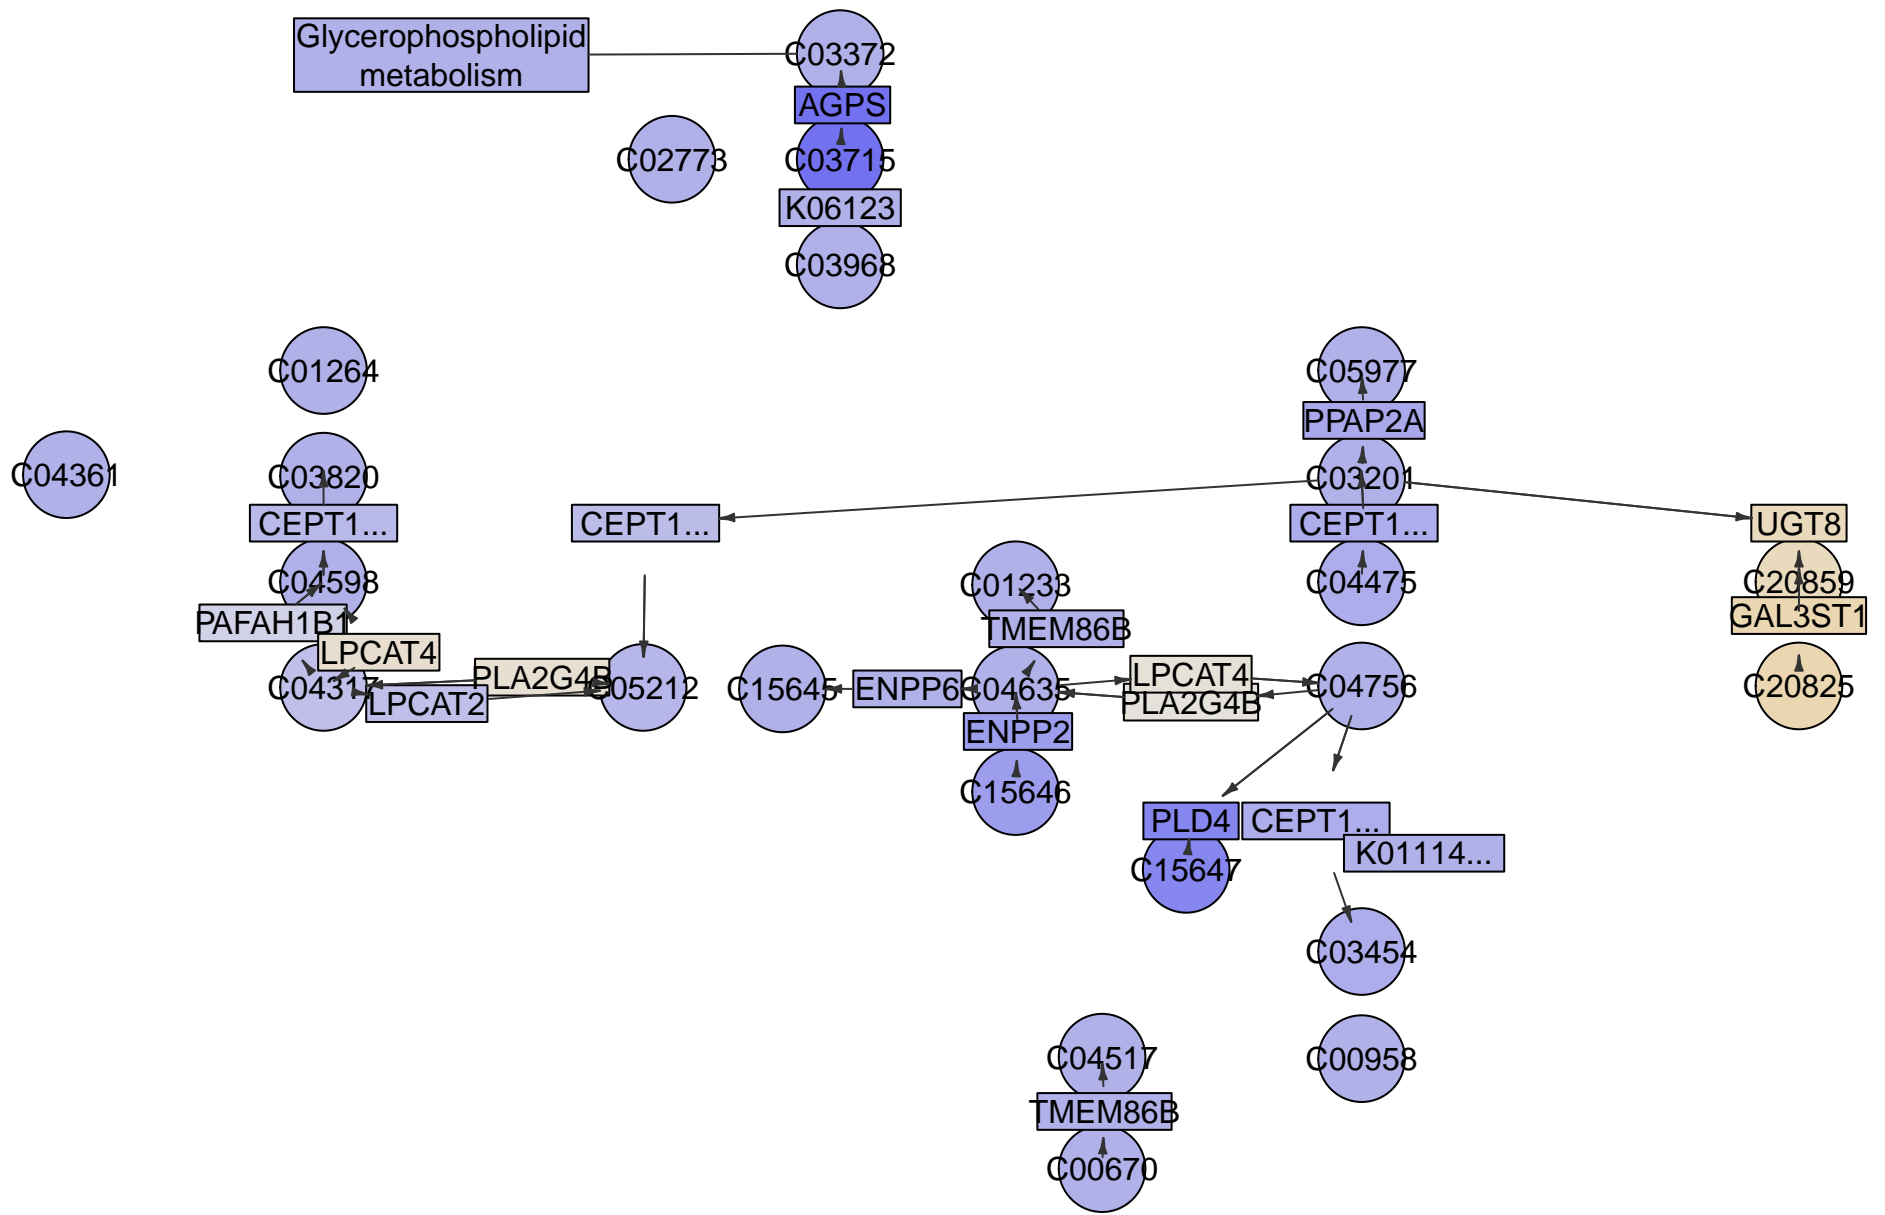 Glycerophospholipid
metabolism
C03372
AGPS
C02773
C03715
K06123
C03968
C01264
C05977
PPAP2A
C04361
C03820
C03201
CEPT1...
CEPT1...
CEPT1...
UGT8
C04598
C01233
C04475
C20859
PAFAH1B1
TMEM86B
GAL3ST1
LPCAT4
C04317
PLA2G4B
LPCAT2
C05212
C15645
ENPP6
C04635
LPCAT4
PLA2G4B
C04756
C20825
ENPP2
C15646
PLD4
CEPT1...
K01114...
C15647
C03454
C04517
C00958
TMEM86B
C00670